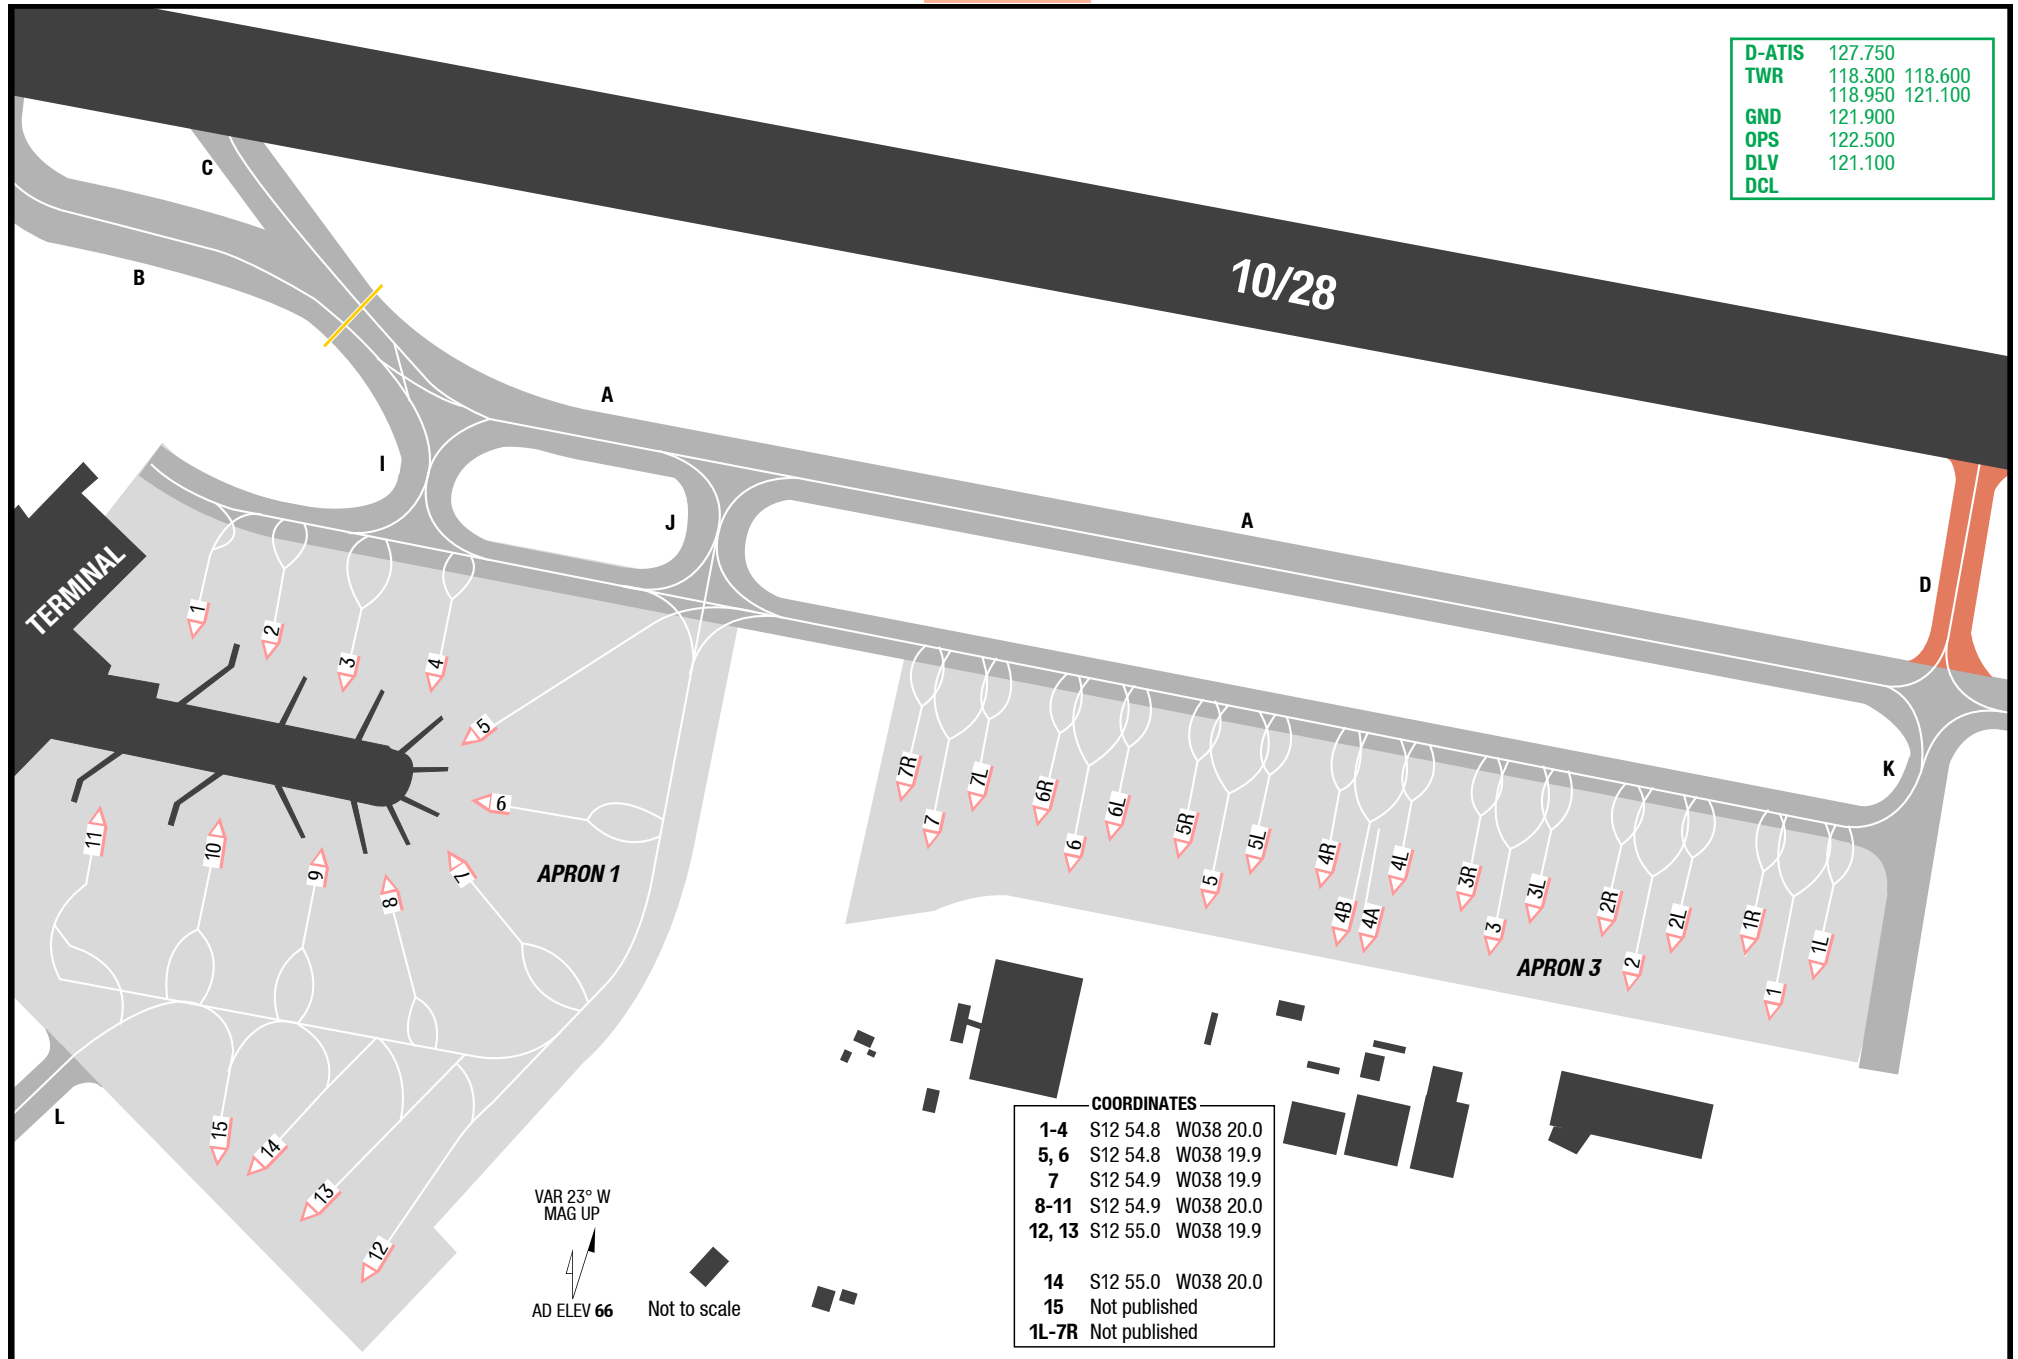 D-ATIS 127.750
TWR 118.300 118.600
118.950 121.100
GND 121.900
OPS 122.500
DLV 121.100
DCL
C
B
10/28
A
I
J
A
D
K
TERMINAL
1
2
3
4
5
6
7
8
9
10
11
APRON 1
7R
7
7L
6R
6
6L
5R
5
5L
4R
4B
4A
4L
3R
3
3L
2R
2
2L
1R
1
1L
APRON 3
L
15
14
13
12
VAR 23° W
MAG UP
AD ELEV 66
Not to scale
COORDINATES
1-4 S12 54.8 W038 20.0
5, 6 S12 54.8 W038 19.9
7 S12 54.9 W038 19.9
8-11 S12 54.9 W038 20.0
12, 13 S12 55.0 W038 19.9
14 S12 55.0 W038 20.0
15 Not published
1L-7R Not published